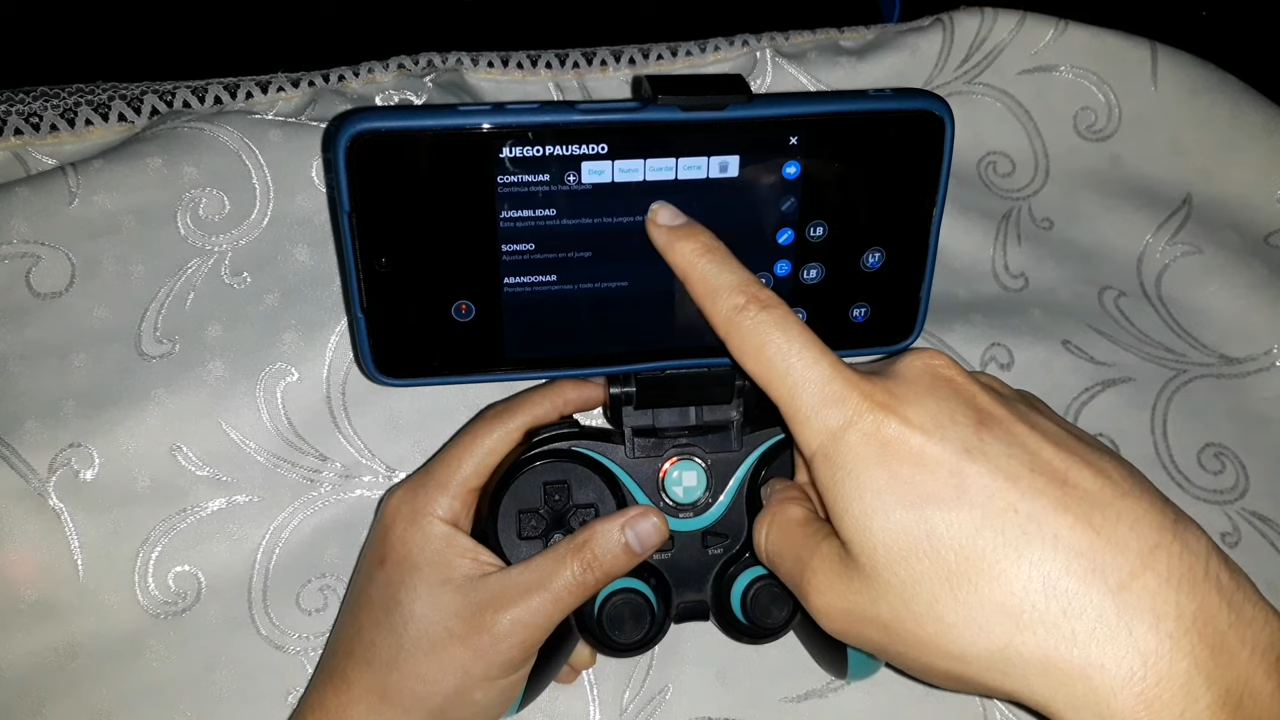 JUEGO PAUSADO
CONTINUAR
Elegir Nuevo Guardar Cerrar
Continúa donde lo has dejado
JUGABILIDAD
Este ajuste no está disponible en los juegos de
SONIDO
Ajusta el volumen en el juego
ABANDONAR
Perderás recompensas y todo el progreso
LB
LT
LB
RT
MODE
SELECT
START